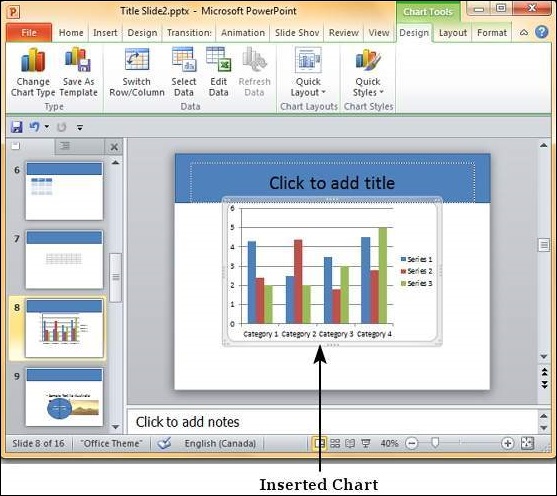 Title Slide2.pptx - Microsoft PowerPoint
Chart Tools
File Home Insert Design Transition: Animation Slide Shov Review View Design Layout Format
Change Chart Type
Save As Template
Switch Row/Column
Select Data
Edit Data
Refresh Data
Quick Layout
Quick Styles
Type Data Chart Layouts Chart Styles
6
7
8
9
Click to add title
6
5
4
3
2
1
0
Category 1 Category 2 Category 3 Category 4
Series 1
Series 2
Series 3
Click to add notes
Slide 8 of 16 "Office Theme" English (Canada) 40%
Inserted Chart